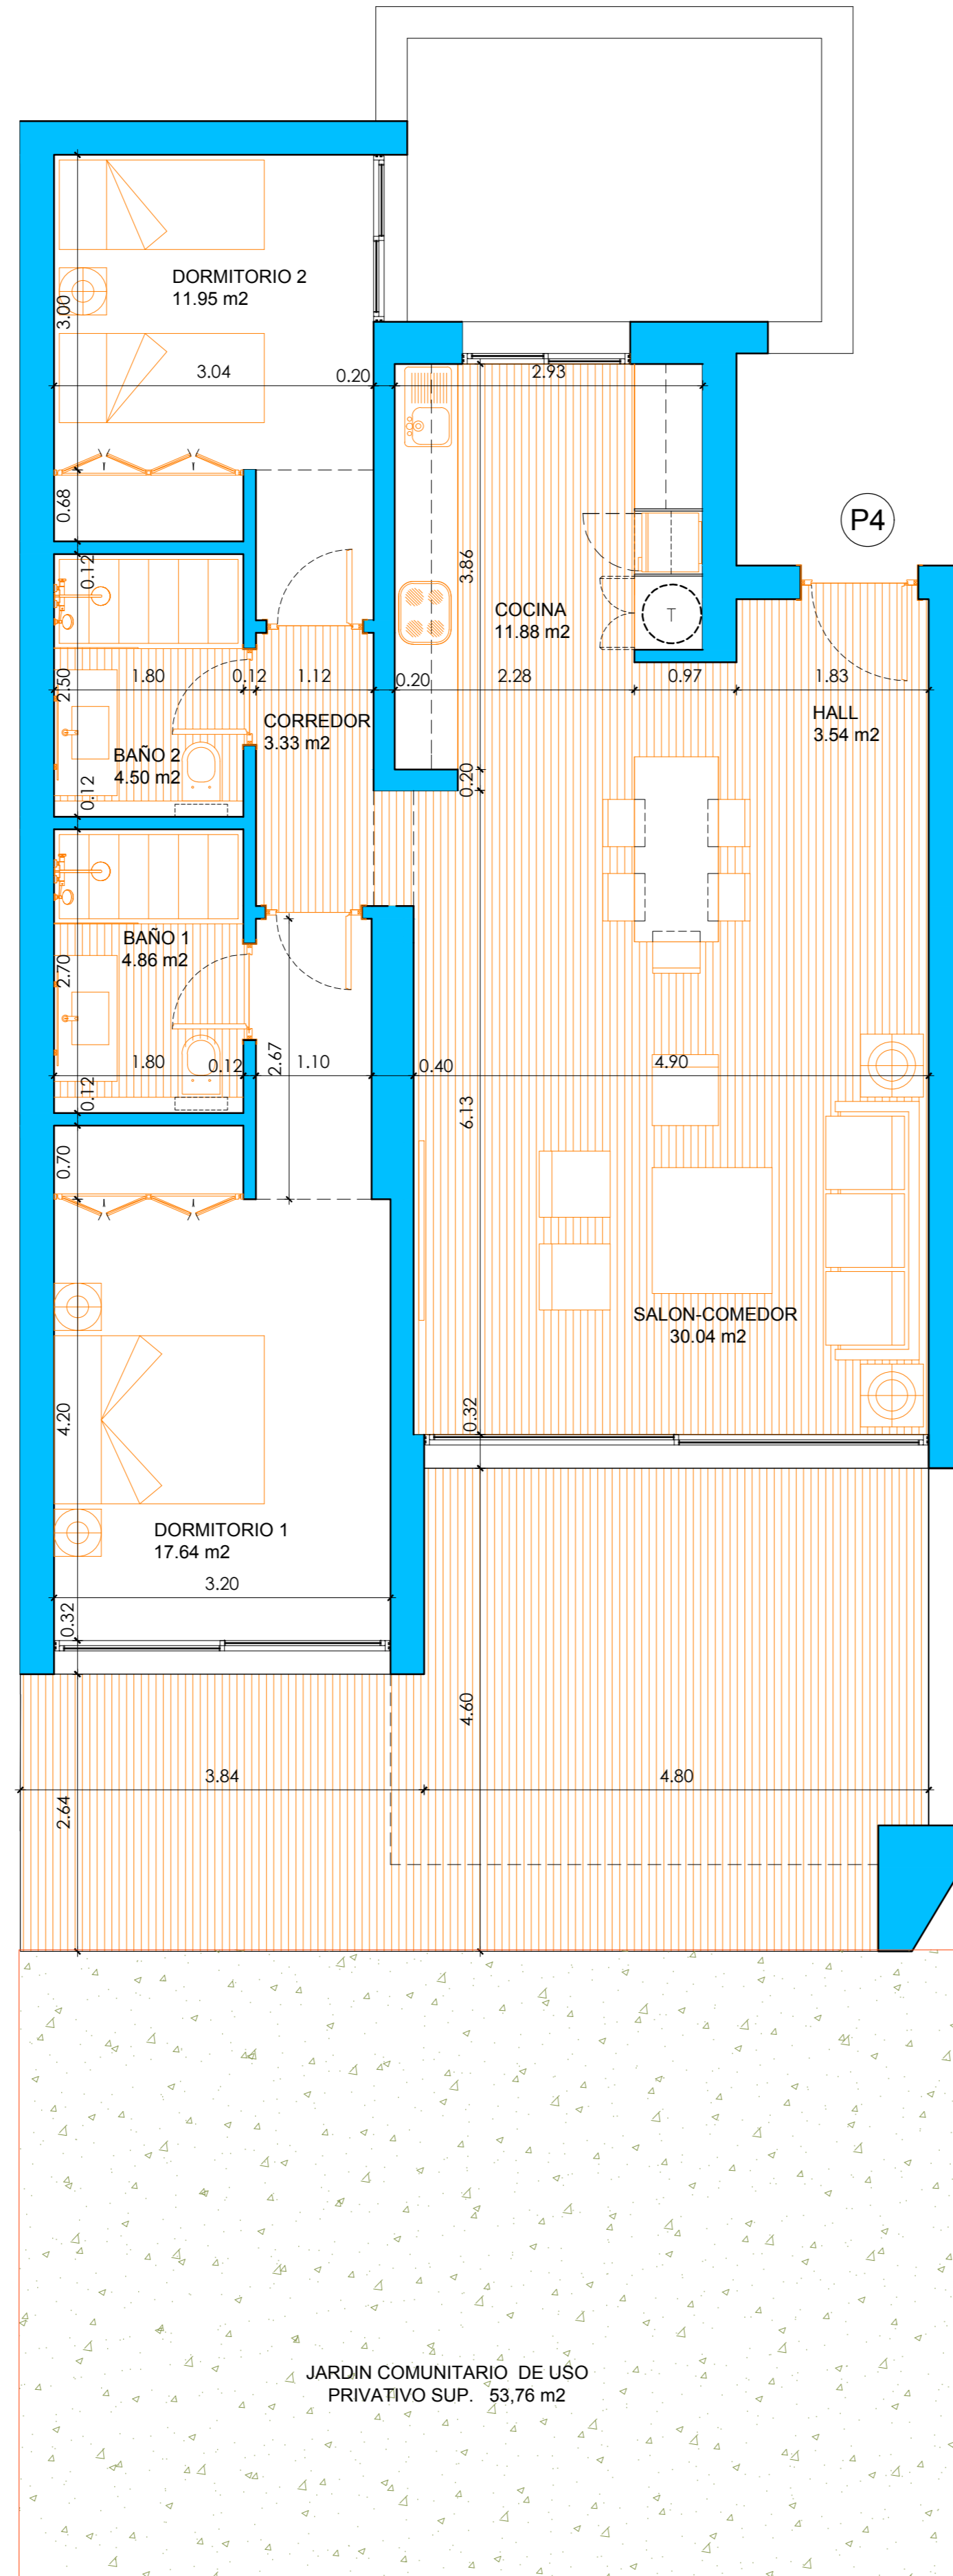 DORMITORIO 2
11.95 m2
3.00
3.04
0.20
2.93
0.68
P4
0.12
3.86
COCINA
11.88 m2
T
2.50
1.80
0.12
1.12
0.20
2.28
0.97
1.83
CORREDOR
3.33 m2
HALL
3.54 m2
BAÑO 2
4.50 m2
0.20
0.12
BAÑO 1
4.86 m2
2.70
1.80
0.12
1.10
2.67
0.40
4.90
0.12
6.13
0.70
SALON-COMEDOR
30.04 m2
4.20
0.32
DORMITORIO 1
17.64 m2
3.20
0.32
4.60
3.84
4.80
2.64
JARDIN COMUNITARIO DE USO
PRIVATIVO SUP. 53,76 m2